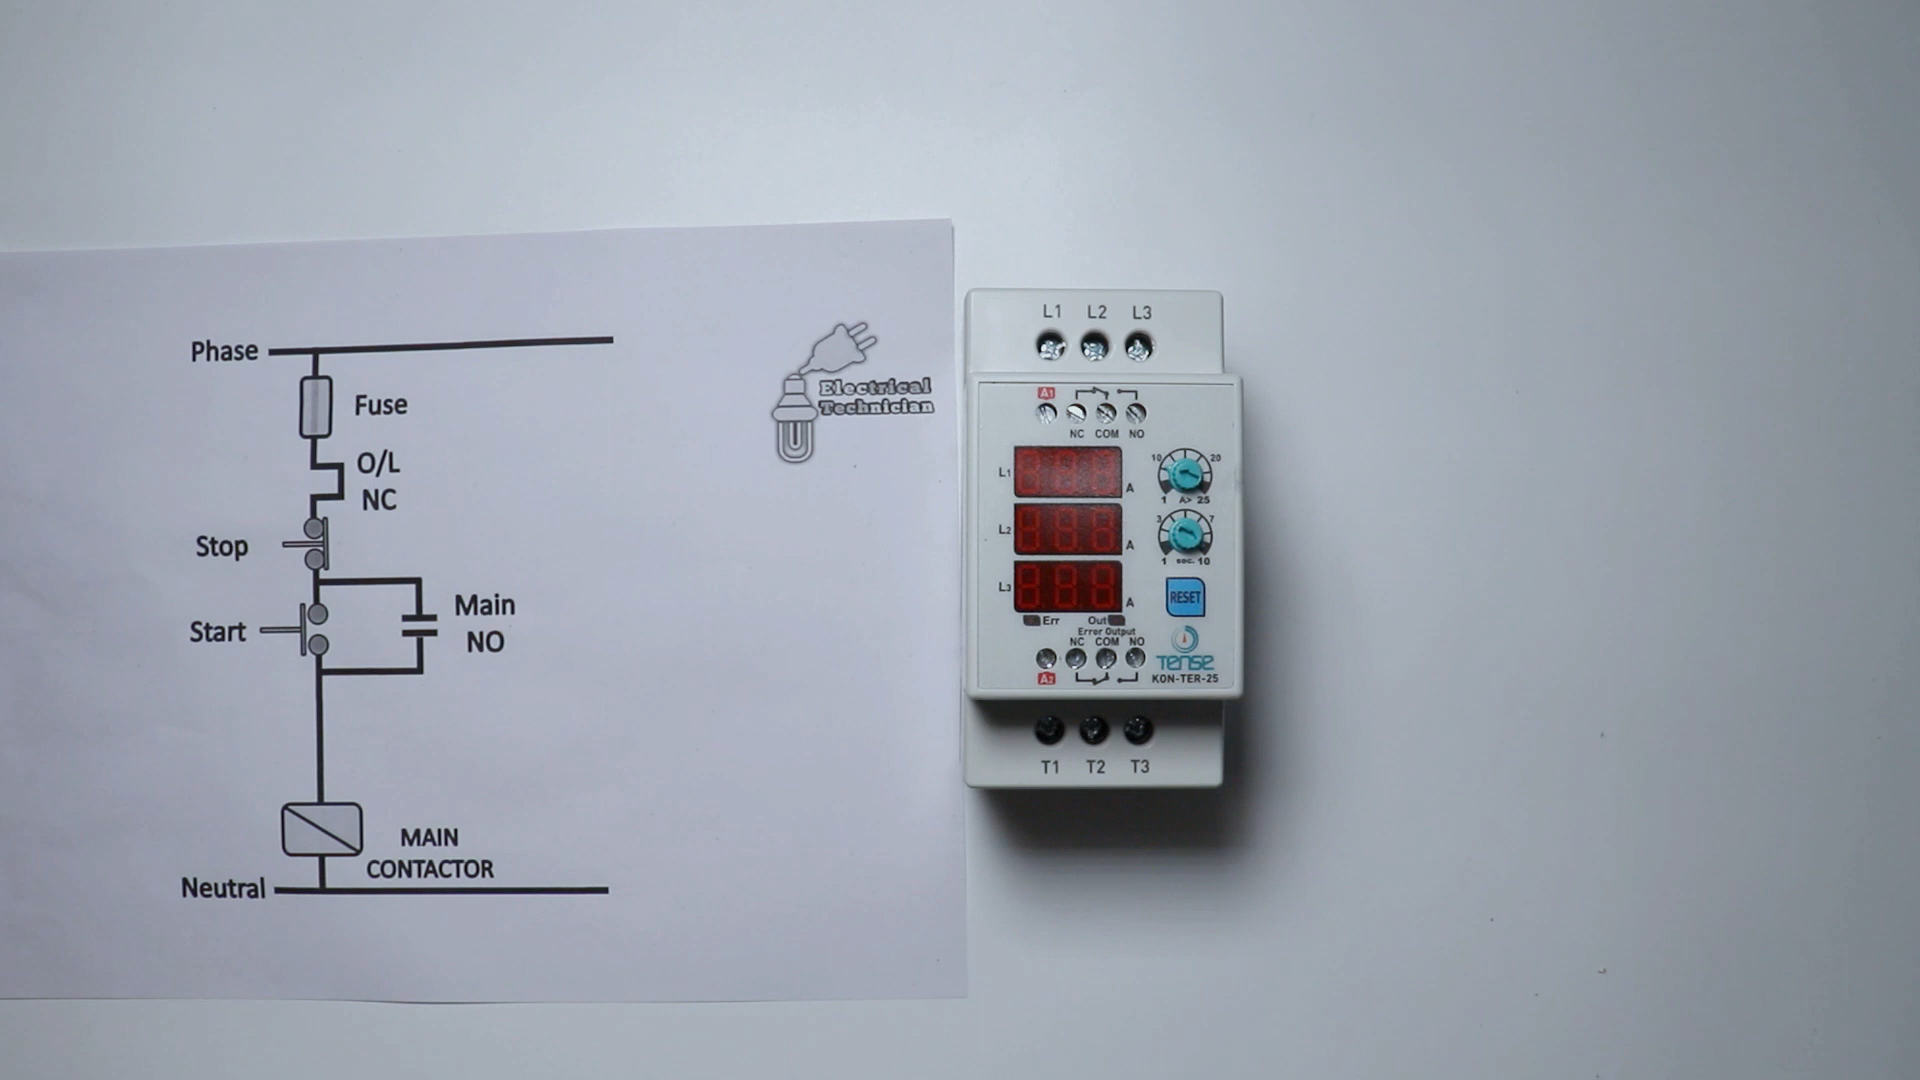 Phase
Fuse
O/L
NC
Stop
Start
Main
NO
MAIN
CONTACTOR
Neutral
Electrical
Technician
L1 L2 L3
A1
NC COM NO
L1 A
L2 A
L3 A
10 20
1 A> 25
3 7
1 sec. 10
RESET
Err Out
Error Output
NC COM NO
A2
TENSE
KON-TER-25
T1 T2 T3